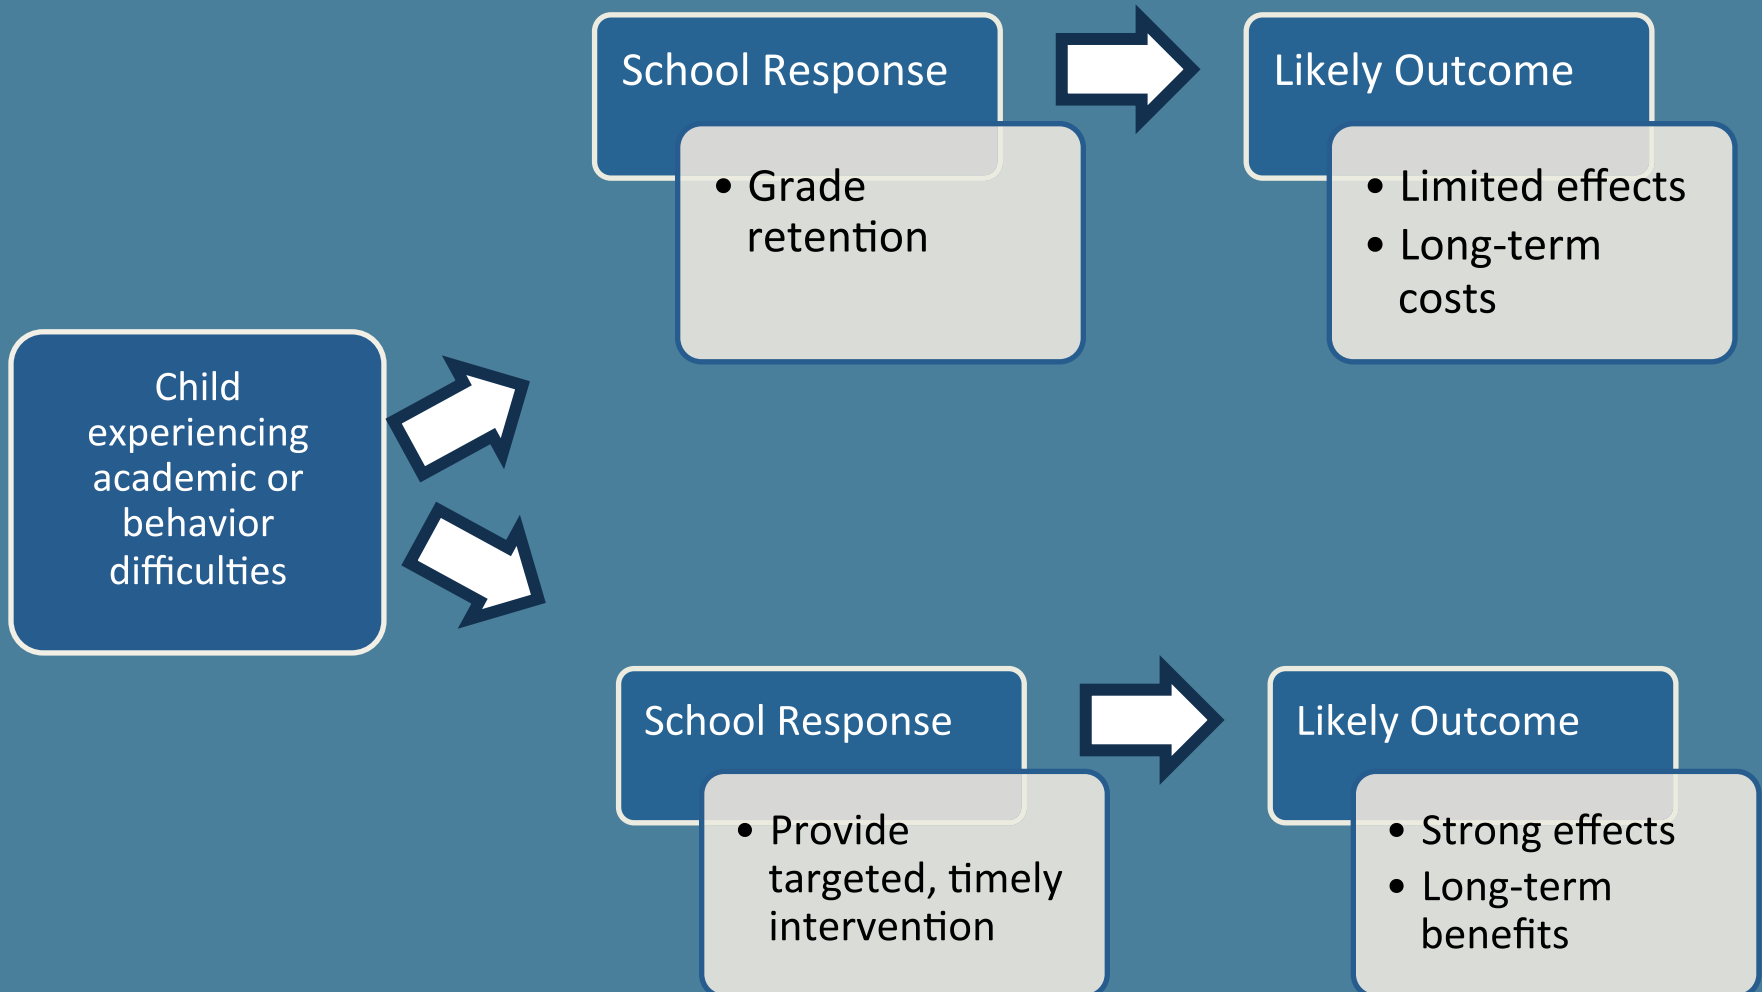 School Response
• Grade
retention
Likely Outcome
• Limited effects
• Long-term
costs
Child
experiencing
academic or
behavior
difficulties
School Response
• Provide
targeted, timely
intervention
Likely Outcome
• Strong effects
• Long-term
benefits